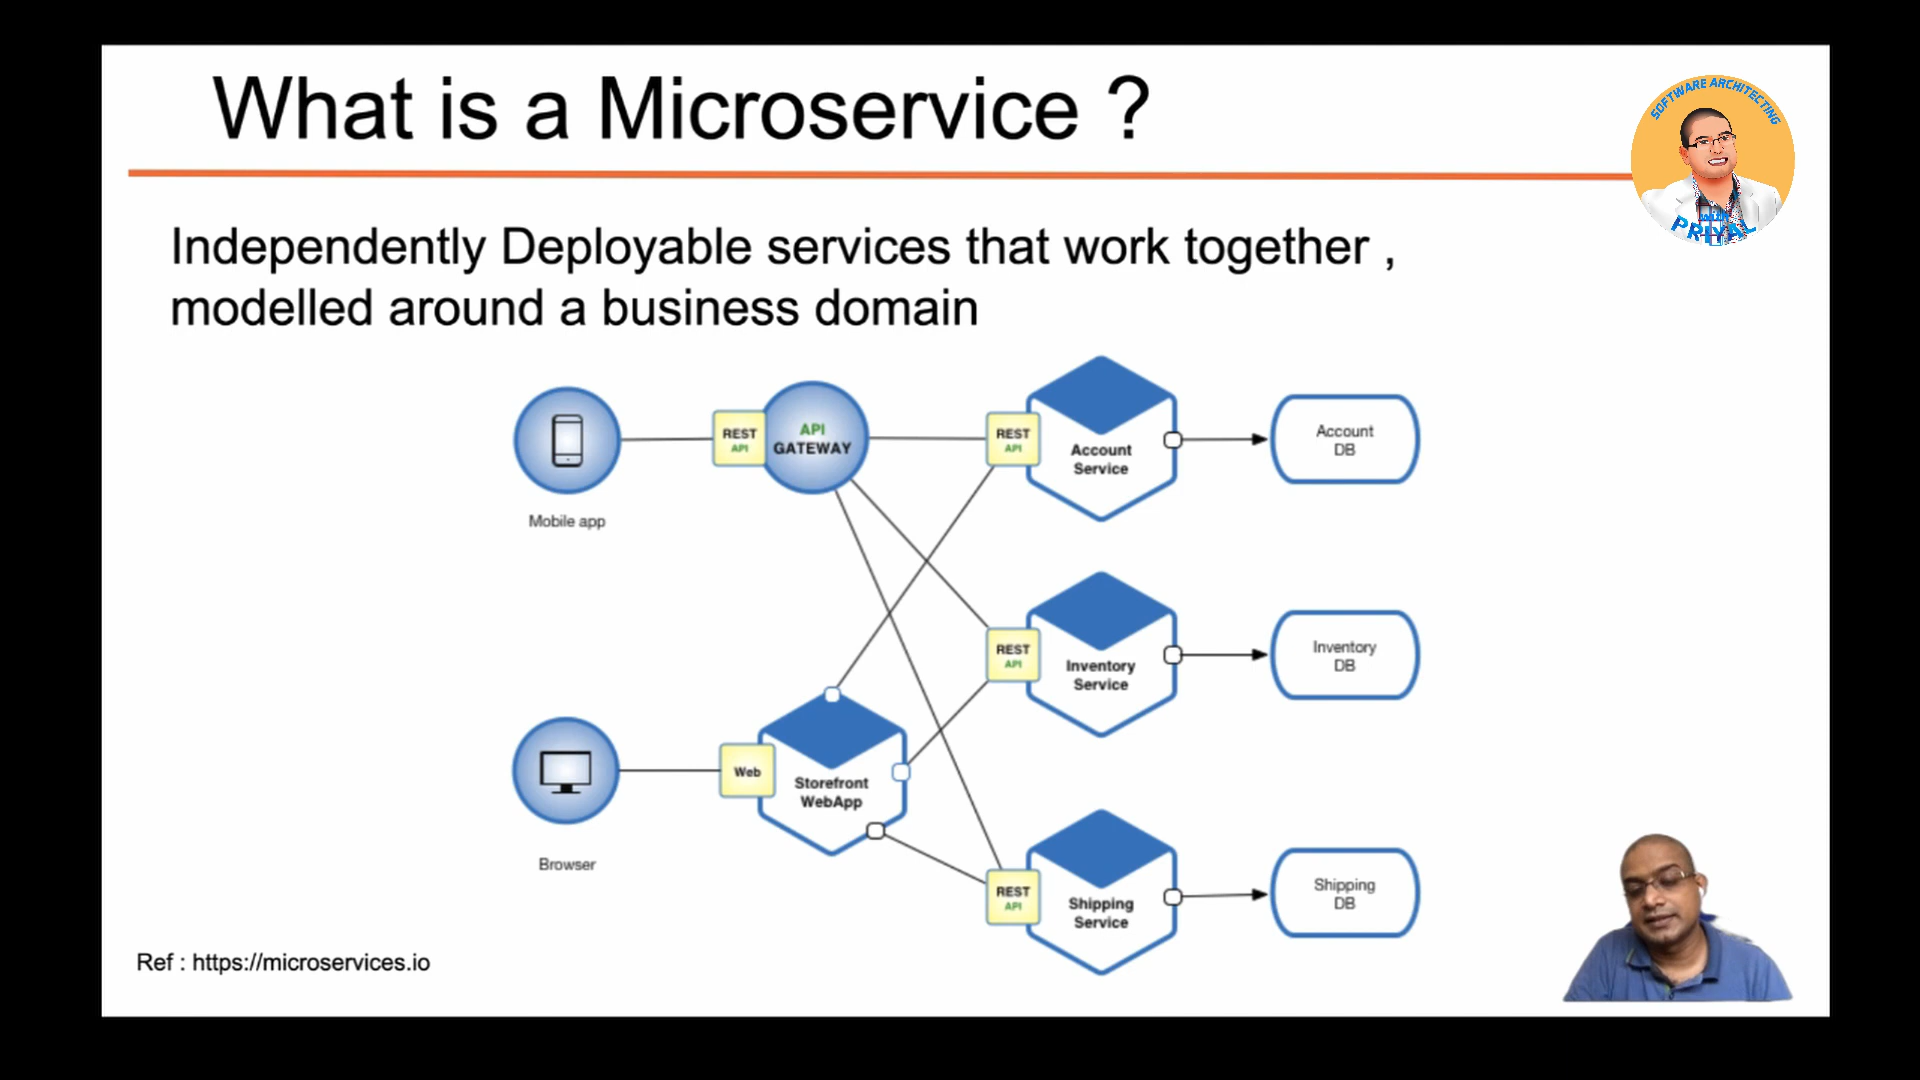 What is a Microservice ?
SOFTWARE ARCHITECTING
PRIYAL
Independently Deployable services that work together ,
modelled around a business domain
REST
API
API
GATEWAY
REST
API
Account
Service
Account
DB
Mobile app
REST
API
Inventory
Service
Inventory
DB
Web
Storefront
WebApp
Browser
REST
API
Shipping
Service
Shipping
DB
Ref : https://microservices.io